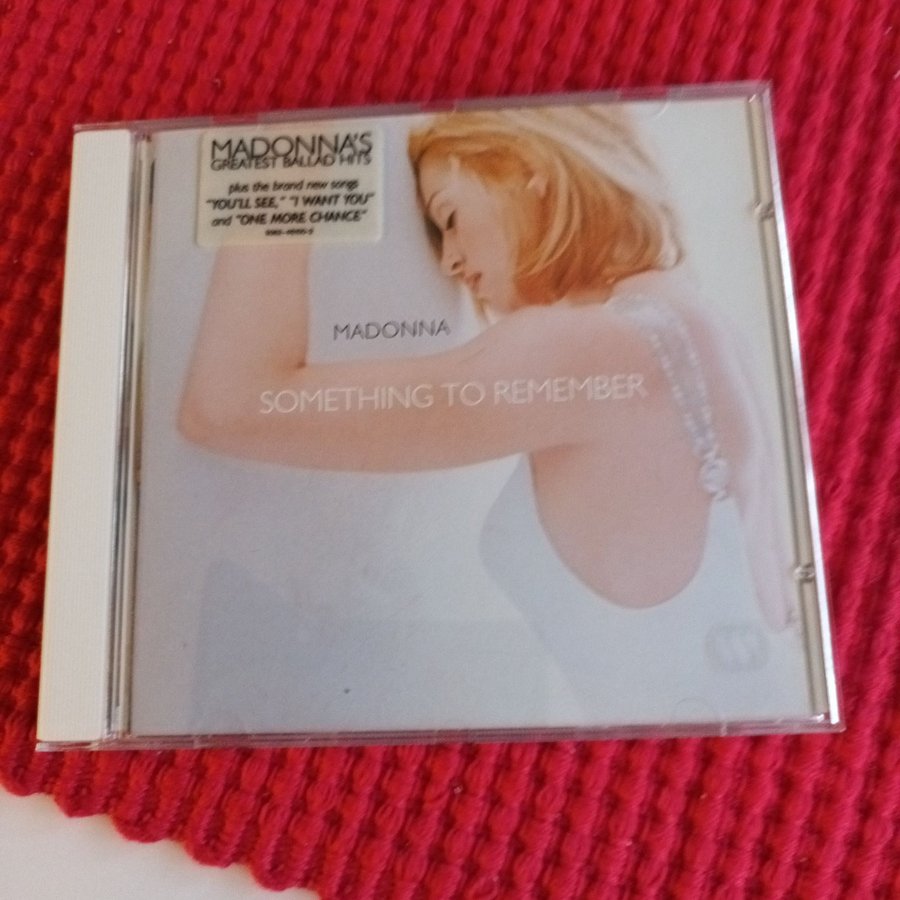 MADONNA'S
GREATEST BALLAD HITS
plus the brand new songs
"YOU'LL SEE," "I WANT YOU"
and "ONE MORE CHANCE"
MADONNA
SOMETHING TO REMEMBER